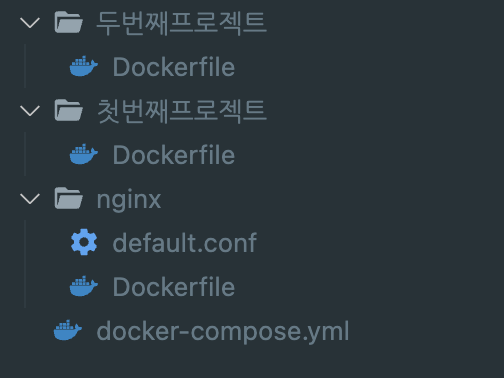 두번째프로젝트
Dockerfile
첫번째프로젝트
Dockerfile
nginx
default.conf
Dockerfile
docker-compose.yml